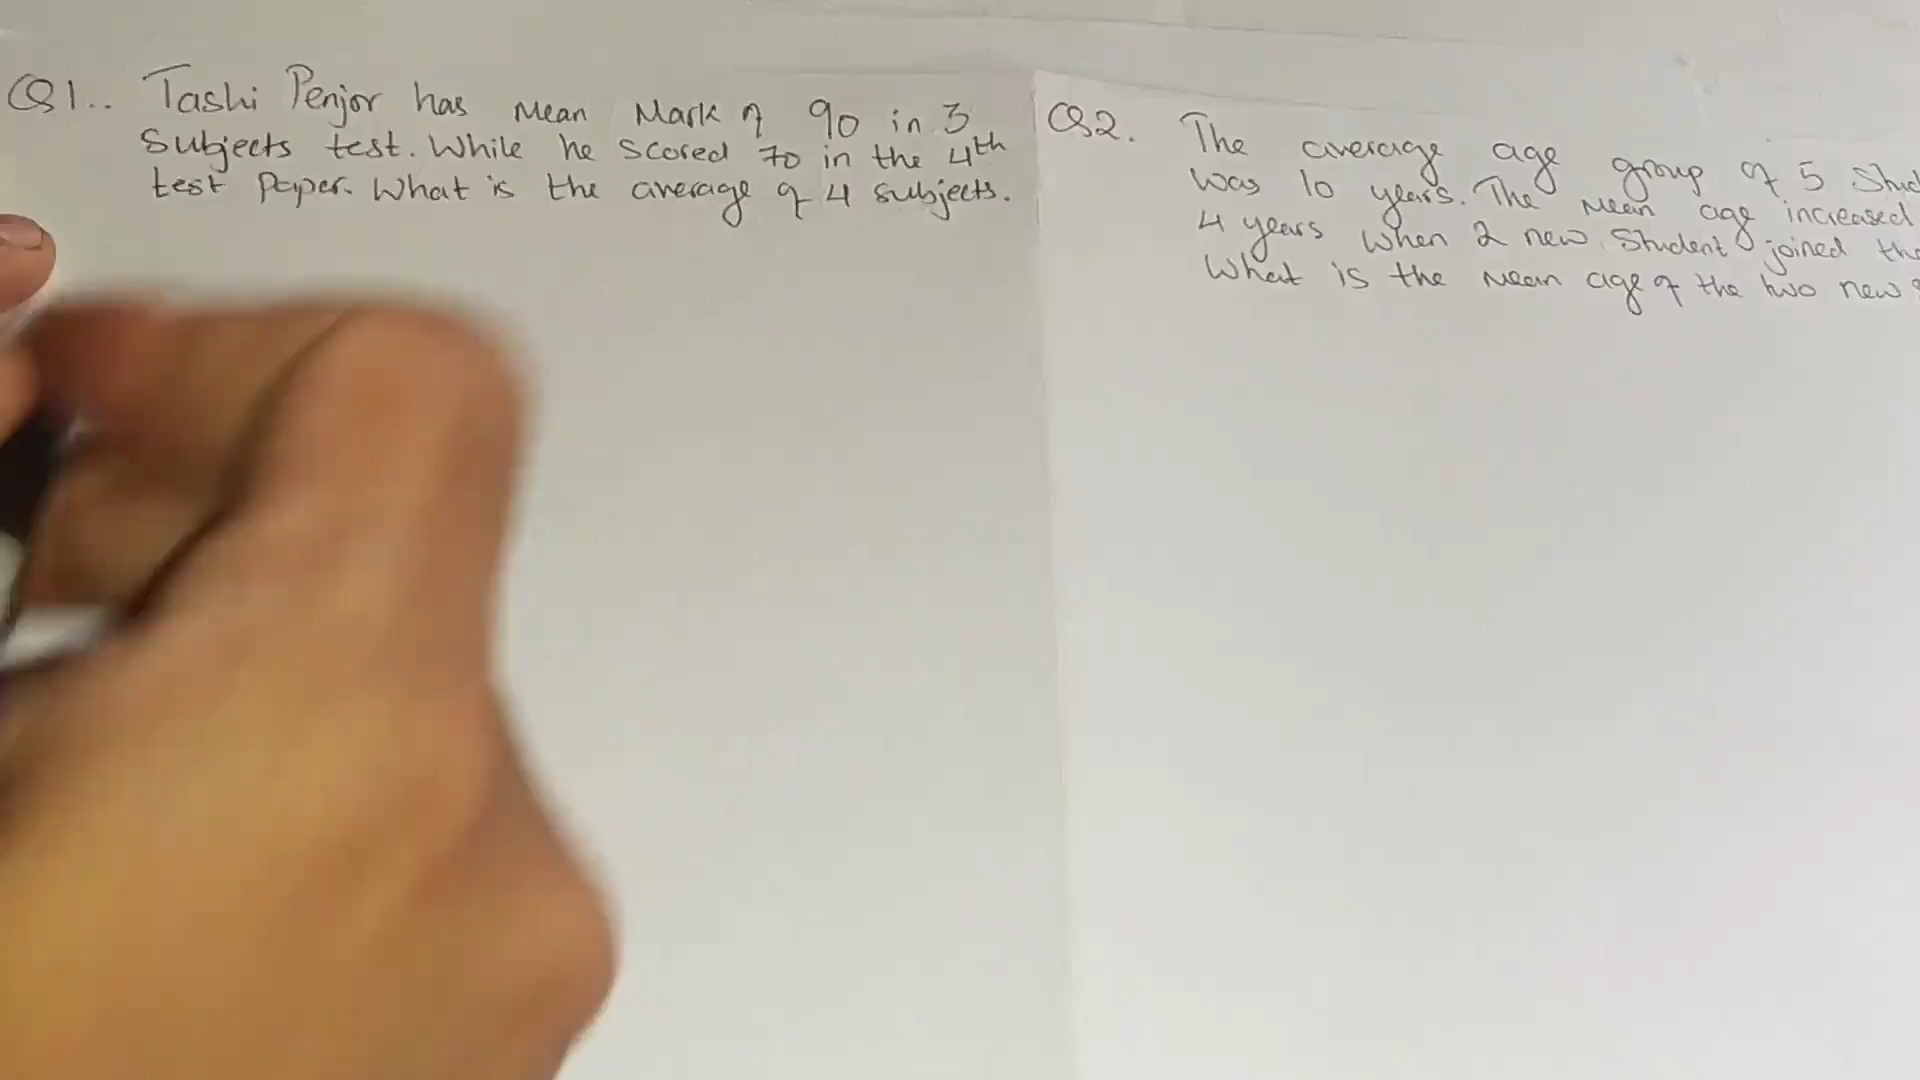 Q1.. Tashi Penjor has mean Mark of 90 in 3
Subjects test. While he scored 70 in the 4th
test paper. What is the average of 4 subjects.
Q2. The average age group of 5
was 10 years. The mean age increased
4 years when 2 new Student joined
What is the mean age of the two new